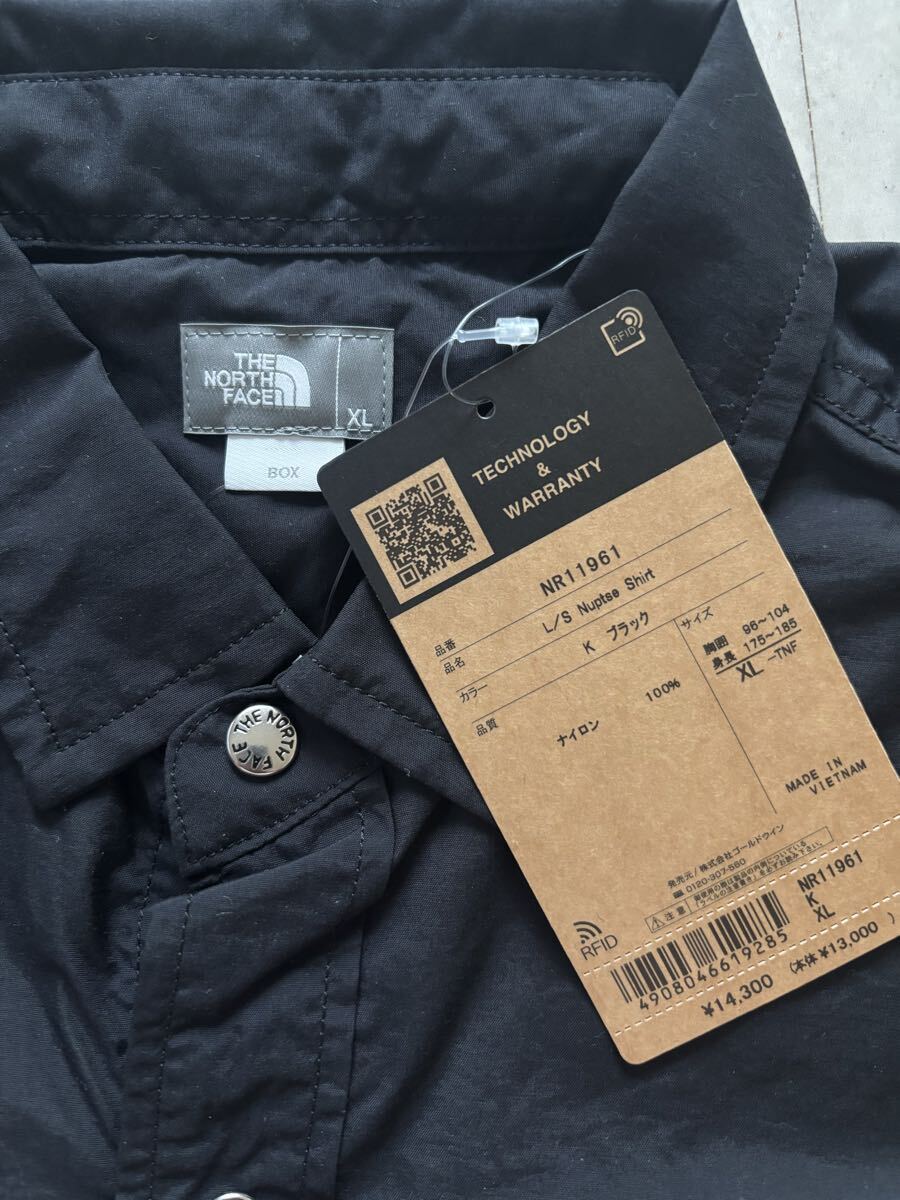 THE
NORTH
FACE
XL
BOX
THE NORTH FACE
RFID
TECHNOLOGY
&
WARRANTY
品番 NR11961
品名 L/S Nuptse Shirt
カラー K ブラック
サイズ
胸囲 96~104
身長 175~185
XL -TNF
品質
ナイロン 100%
MADE IN
VIETNAM
発売元/株式会社ゴールドウイン
0120-307-560
注意
RFID
NR11961
K
XL
4908046619285
¥14,300 (本体¥13,000)